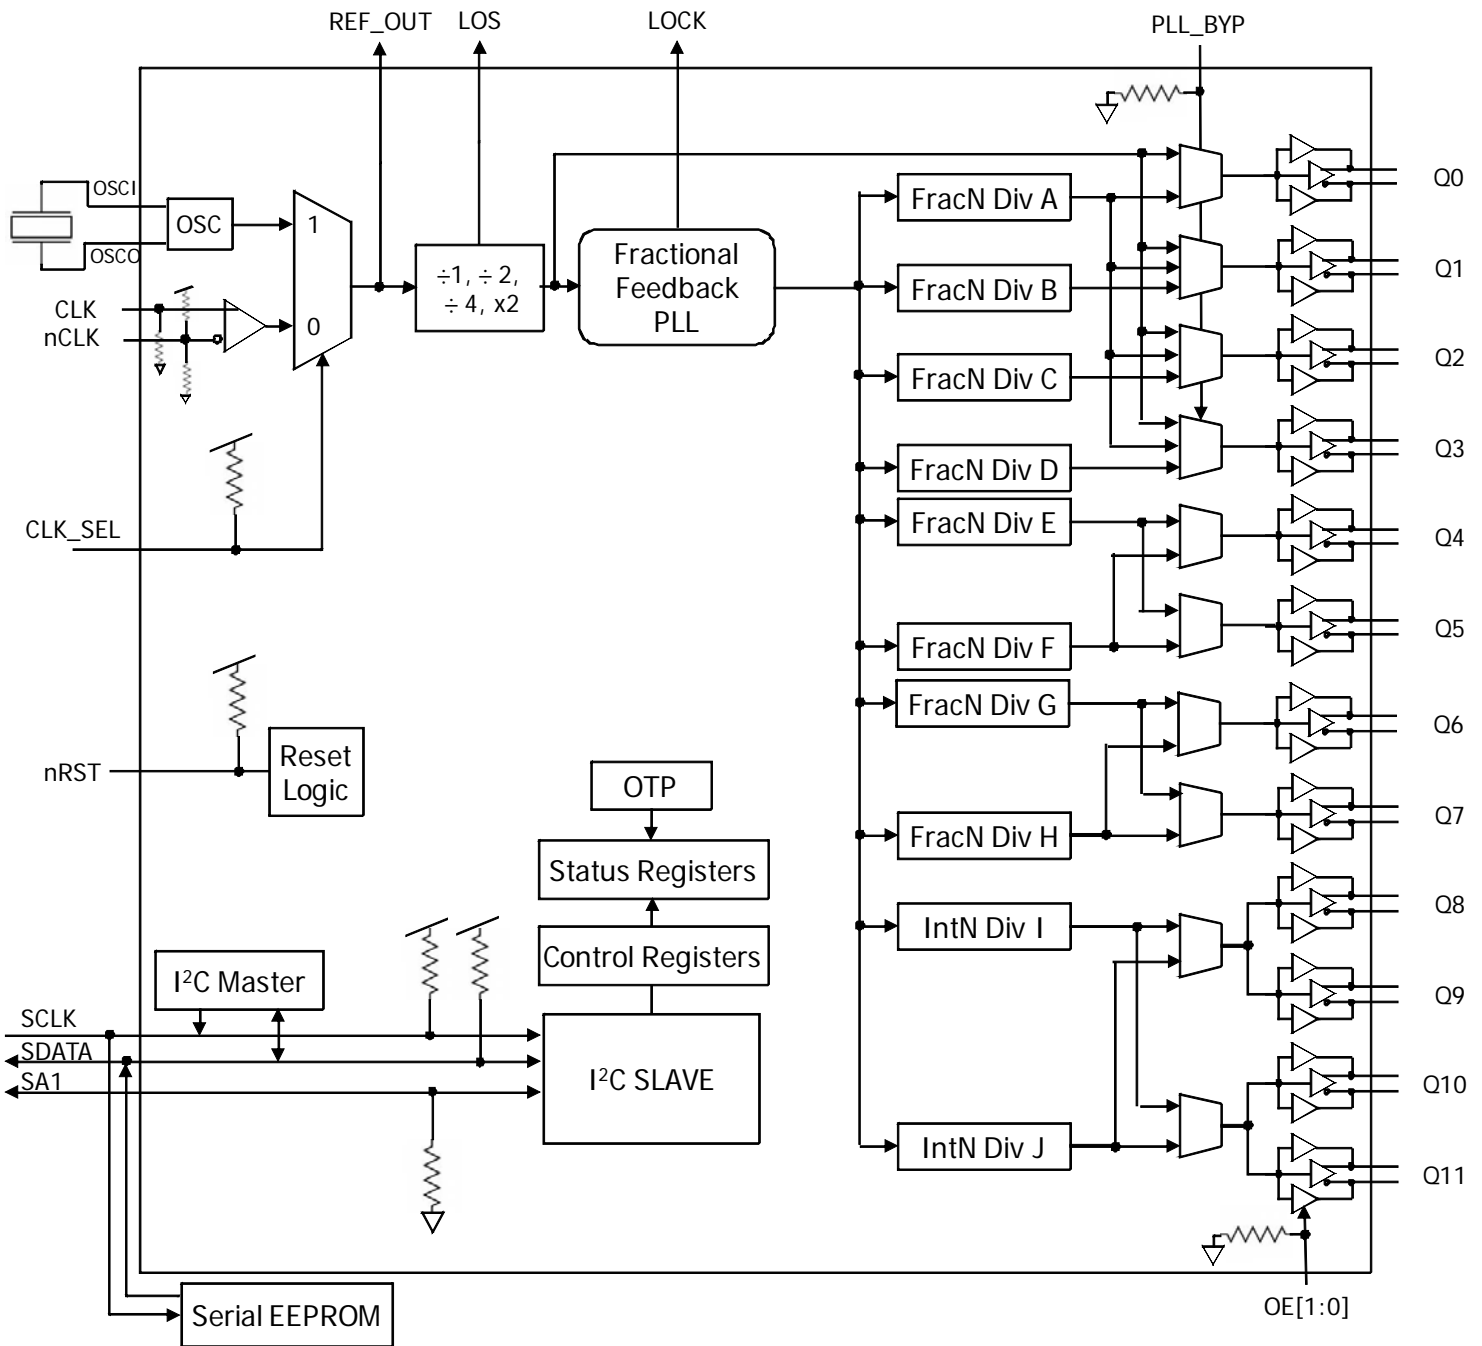 REF_OUT LOS LOCK PLL_BYP
OSCI
OSC
OSCO
1
0
CLK
nCLK
÷1, ÷ 2,
÷ 4, x2
Fractional
Feedback
PLL
CLK_SEL
nRST
Reset
Logic
OTP
Status Registers
Control Registers
I²C Master
I²C SLAVE
SCLK
SDATA
SA1
Serial EEPROM
FracN Div A
FracN Div B
FracN Div C
FracN Div D
FracN Div E
FracN Div F
FracN Div G
FracN Div H
IntN Div I
IntN Div J
Q0
Q1
Q2
Q3
Q4
Q5
Q6
Q7
Q8
Q9
Q10
Q11
OE[1:0]